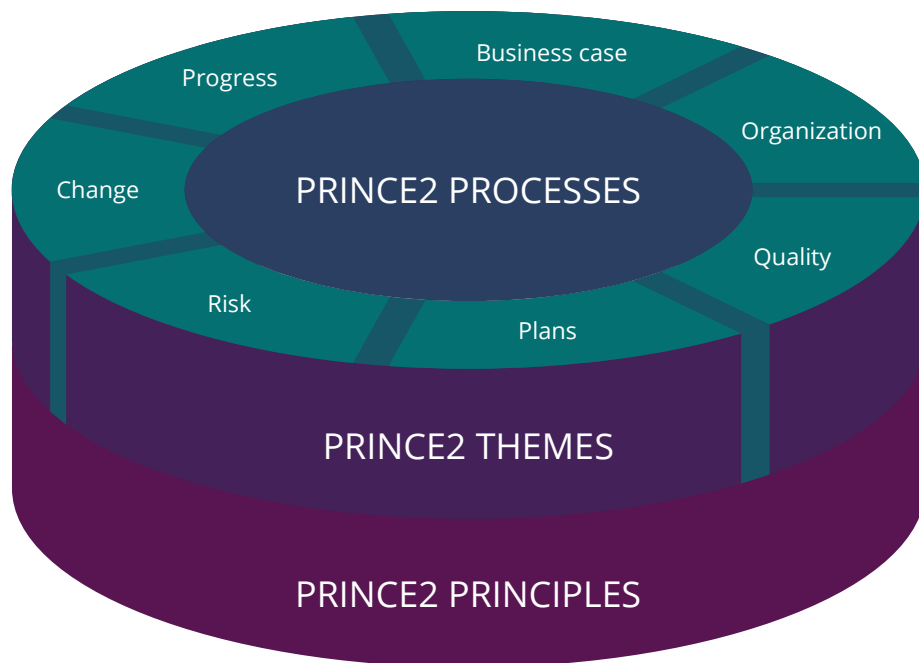 Business case
Progress
Organization
Change
PRINCE2 PROCESSES
Quality
Risk
Plans
PRINCE2 THEMES
PRINCE2 PRINCIPLES